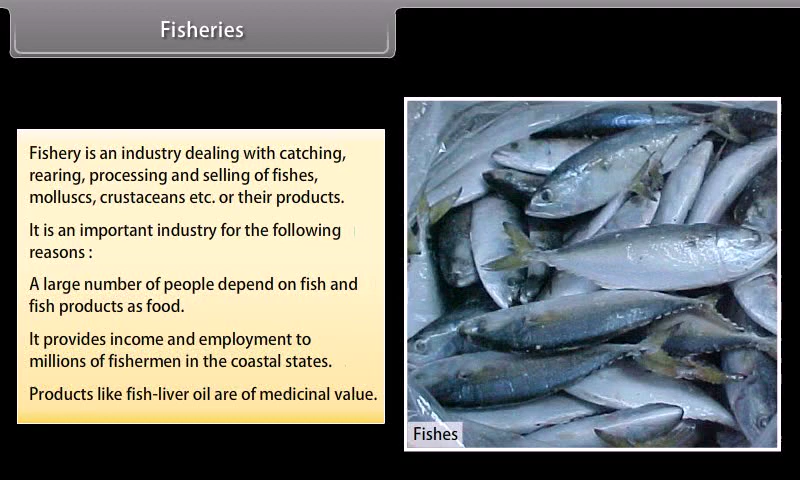 Fisheries
Fishery is an industry dealing with catching,
rearing, processing and selling of fishes,
molluscs, crustaceans etc. or their products.
It is an important industry for the following
reasons :
A large number of people depend on fish and
fish products as food.
It provides income and employment to
millions of fishermen in the coastal states.
Products like fish-liver oil are of medicinal value.
Fishes